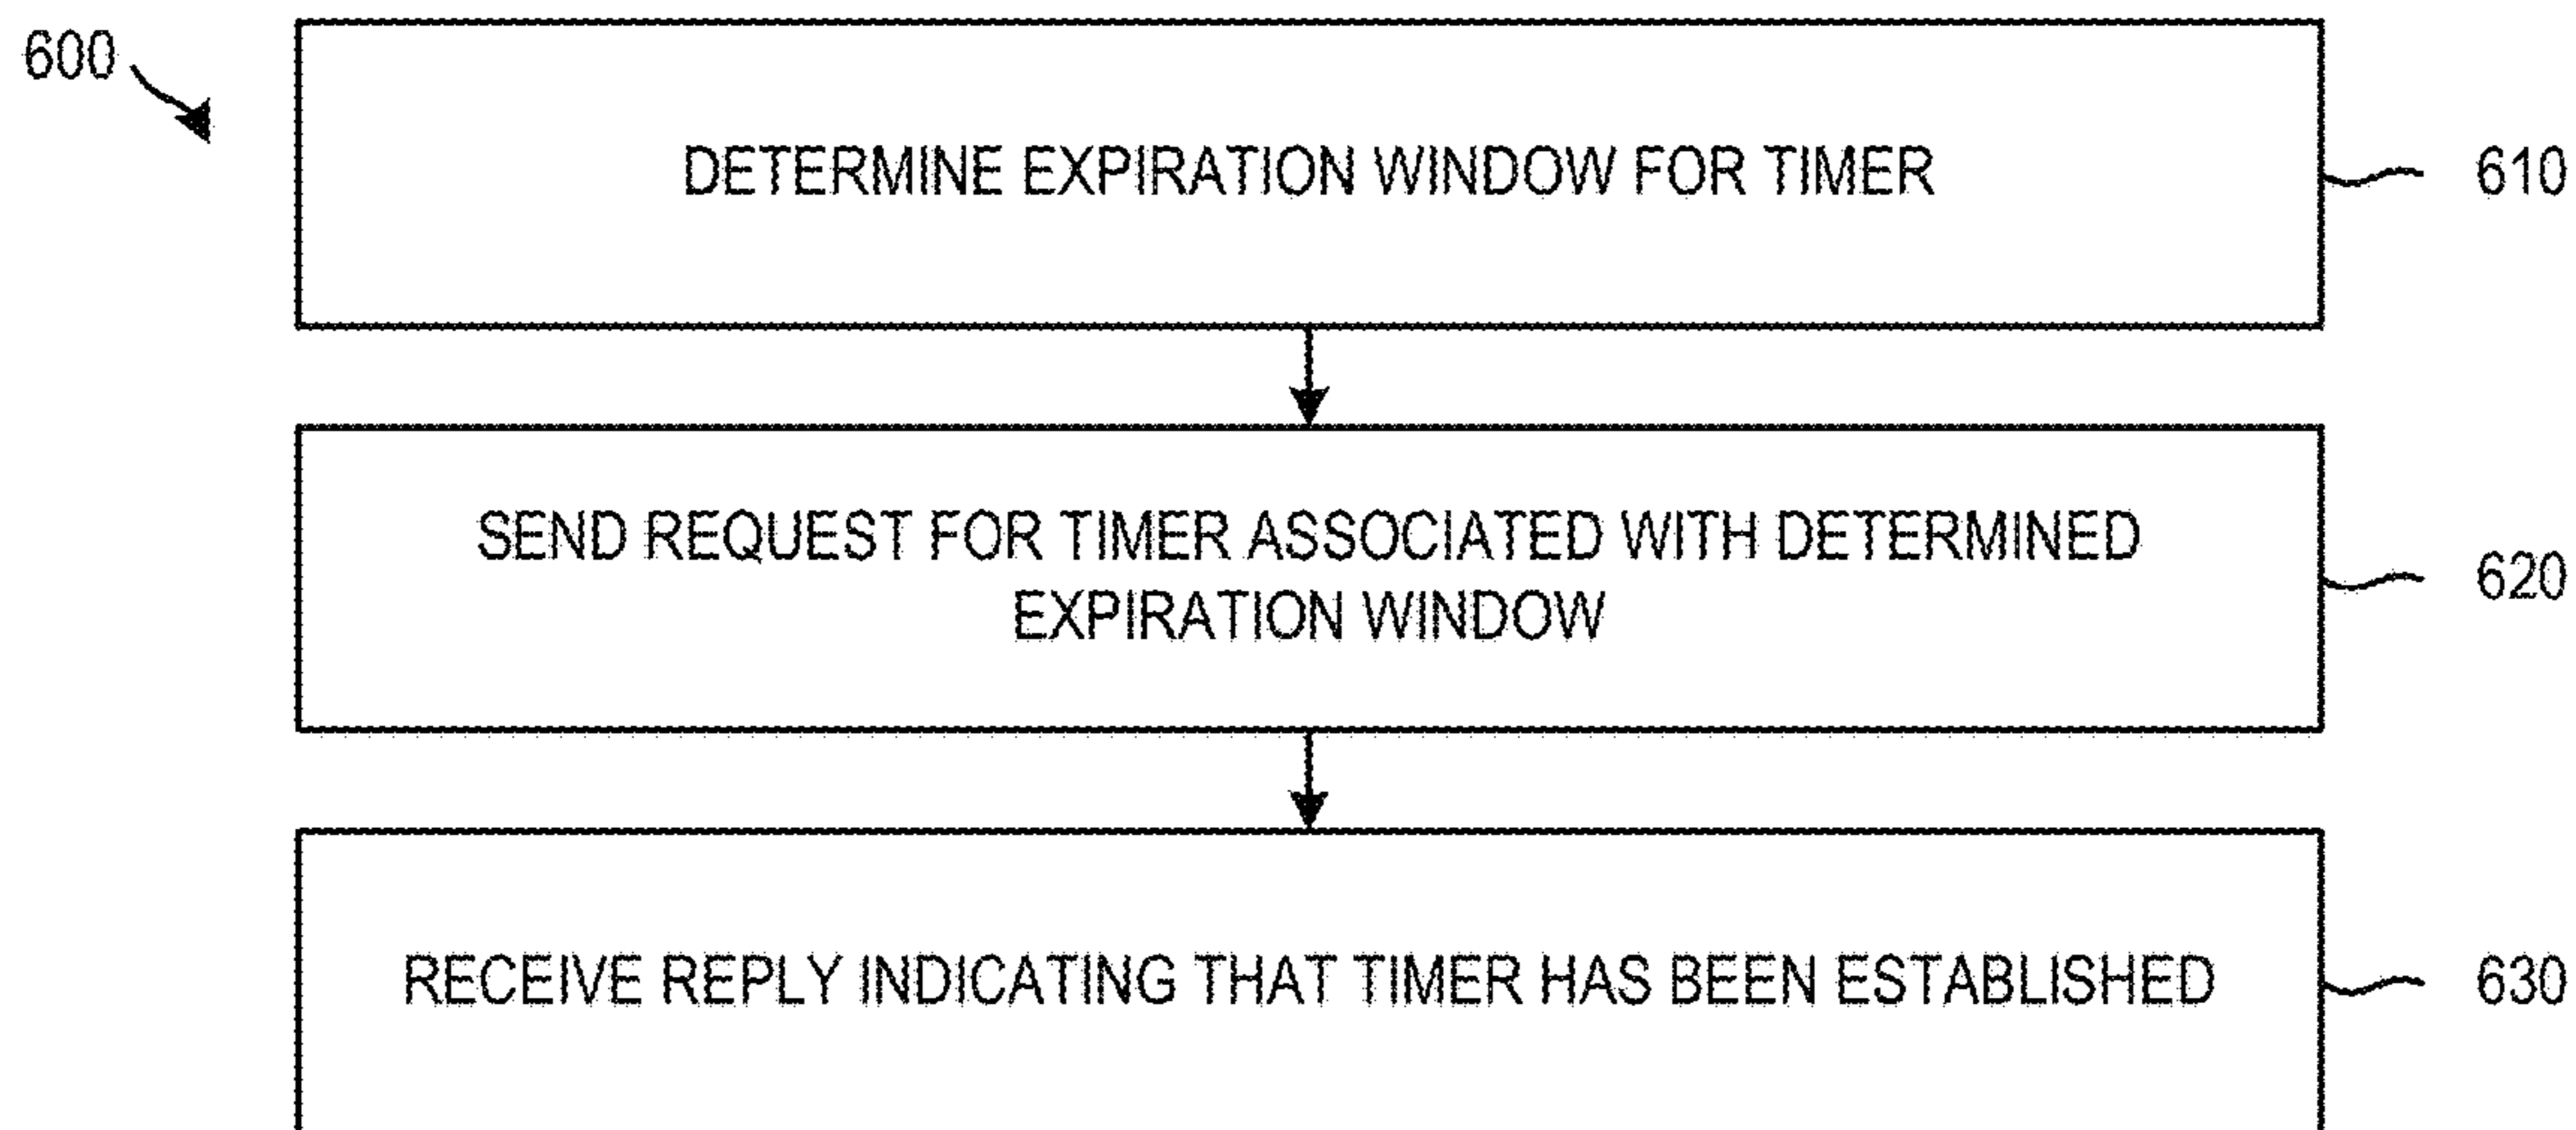 600
DETERMINE EXPIRATION WINDOW FOR TIMER
610
SEND REQUEST FOR TIMER ASSOCIATED WITH DETERMINED
EXPIRATION WINDOW
620
RECEIVE REPLY INDICATING THAT TIMER HAS BEEN ESTABLISHED
630